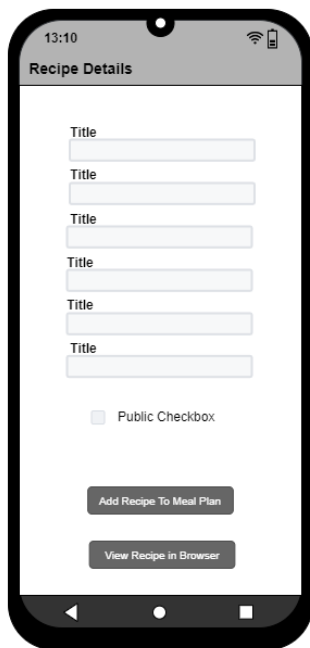 13:10
Recipe Details
Title
Title
Title
Title
Title
Title
Public Checkbox
Add Recipe To Meal Plan
View Recipe in Browser